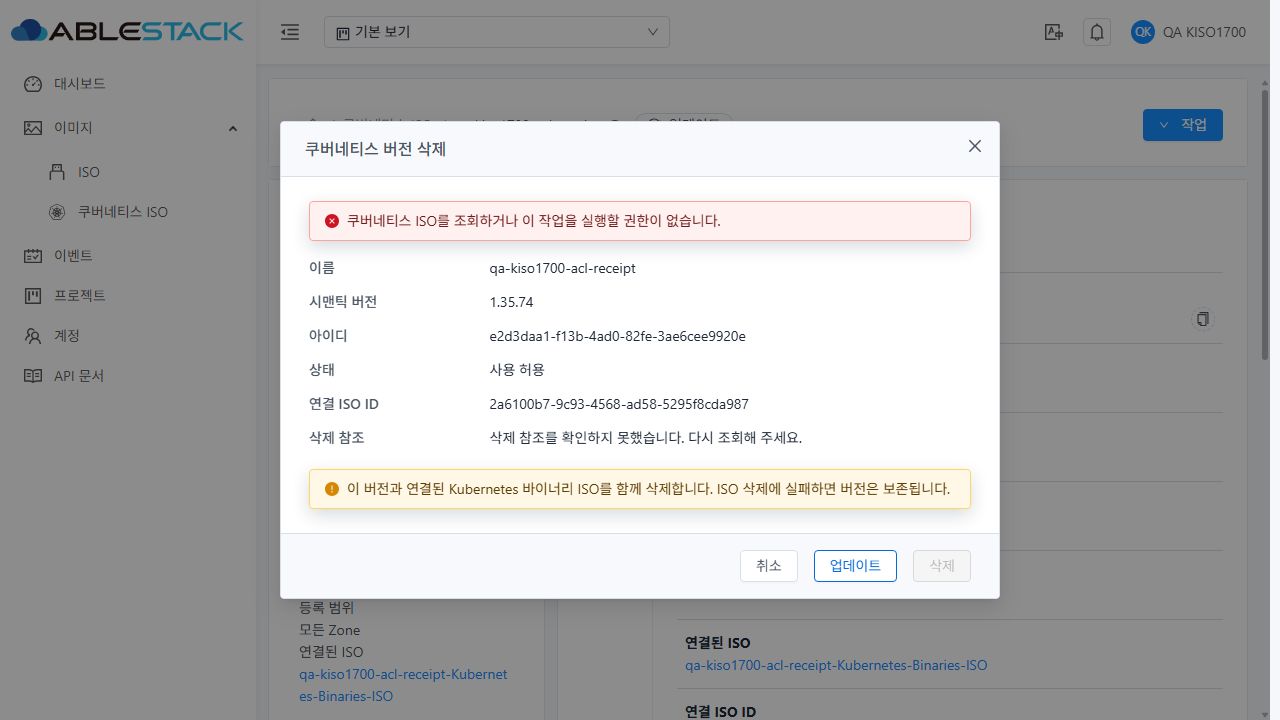 ABLESTACK
기본 보기
QK
QA KISO1700
대시보드
이미지
ISO
쿠버네티스 ISO
이벤트
프로젝트
계정
API 문서
작업
쿠버네티스 버전 삭제
쿠버네티스 ISO를 조회하거나 이 작업을 실행할 권한이 없습니다.
이름 qa-kiso1700-acl-receipt
시맨틱 버전 1.35.74
아이디 e2d3daa1-f13b-4ad0-82fe-3ae6cee9920e
상태 사용 허용
연결 ISO ID 2a6100b7-9c93-4568-ad58-5295f8cda987
삭제 참조 삭제 참조를 확인하지 못했습니다. 다시 조회해 주세요.
이 버전과 연결된 Kubernetes 바이너리 ISO를 함께 삭제합니다. ISO 삭제에 실패하면 버전은 보존됩니다.
취소 업데이트 삭제
등록 범위
모든 Zone
연결된 ISO
qa-kiso1700-acl-receipt-Kubernet
es-Binaries-ISO
연결된 ISO
qa-kiso1700-acl-receipt-Kubernetes-Binaries-ISO
연결 ISO ID